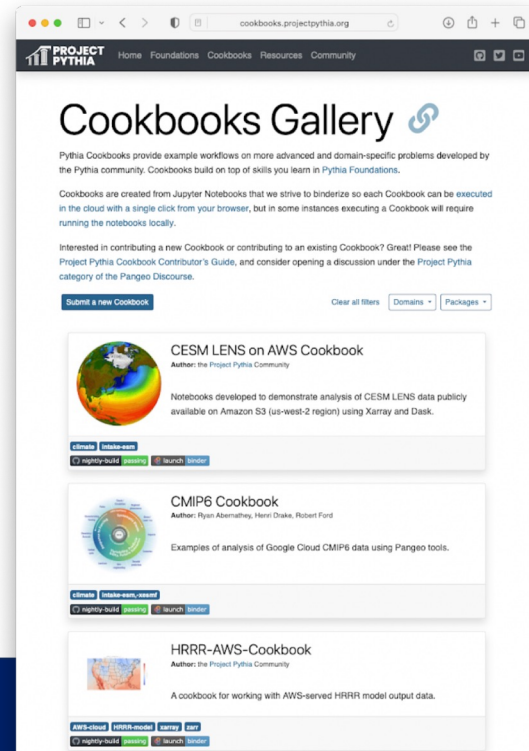 cookbooks.projectpythia.org
PROJECT
PYTHIA
Home Foundations Cookbooks Resources Community
Cookbooks Gallery
Pythia Cookbooks provide example workflows on more advanced and domain-specific problems developed by
the Pythia community. Cookbooks build on top of skills you learn in Pythia Foundations.
Cookbooks are created from Jupyter Notebooks that we strive to binderize so each Cookbook can be executed
in the cloud with a single click from your browser, but in some instances executing a Cookbook will require
running the notebooks locally.
Interested in contributing a new Cookbook or contributing to an existing Cookbook? Great! Please see the
Project Pythia Cookbook Contributor's Guide, and consider opening a discussion under the Project Pythia
category of the Pangeo Discourse.
Submit a new Cookbook Clear all filters Domains Packages
CESM LENS on AWS Cookbook
Author: the Project Pythia Community
Notebooks developed to demonstrate analysis of CESM LENS data publicly
available on Amazon S3 (us-west-2 region) using Xarray and Dask.
climate intake-esm
nightly-build passing launch binder
CMIP6 Cookbook
Author: Ryan Abernathey, Henri Drake, Robert Ford
Examples of analysis of Google Cloud CMIP6 data using Pangeo tools.
climate intake-esm,-xesmf
nightly-build passing launch binder
HRRR-AWS-Cookbook
Author: the Project Pythia Community
A cookbook for working with AWS-served HRRR model output data.
AWS-cloud HRRR-model xarray zarr
nightly-build passing launch binder